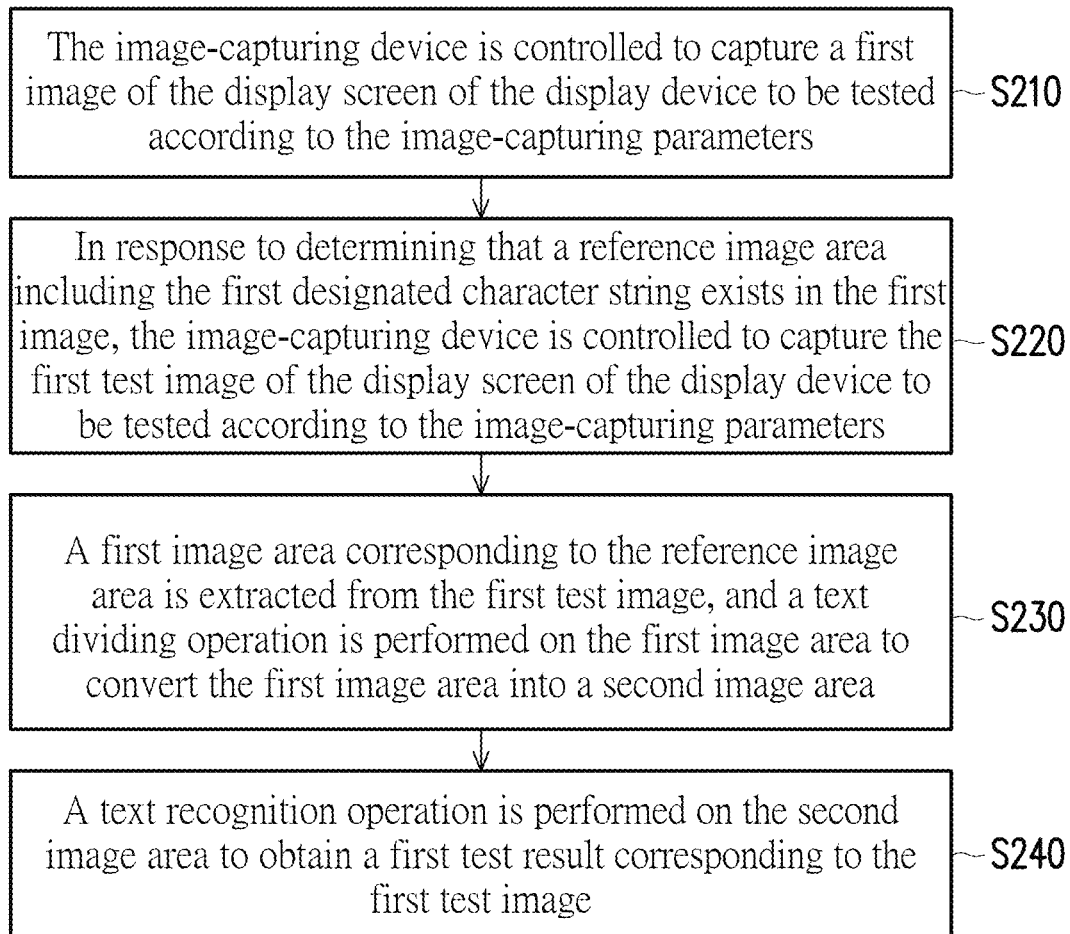 The image-capturing device is controlled to capture a first
image of the display screen of the display device to be tested
according to the image-capturing parameters
S210
In response to determining that a reference image area
including the first designated character string exists in the first
image, the image-capturing device is controlled to capture the
first test image of the display screen of the display device to
be tested according to the image-capturing parameters
S220
A first image area corresponding to the reference image
area is extracted from the first test image, and a text
dividing operation is performed on the first image area to
convert the first image area into a second image area
S230
A text recognition operation is performed on the second
image area to obtain a first test result corresponding to the
first test image
S240